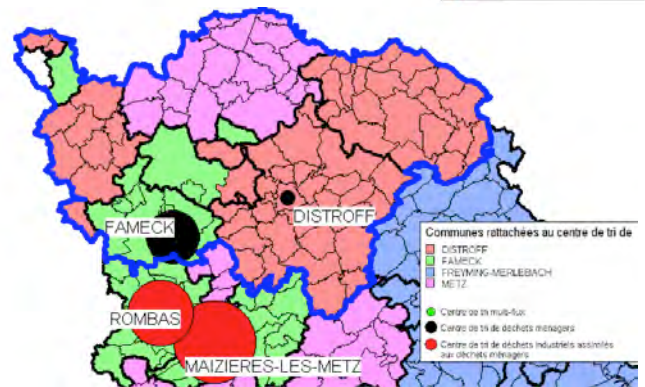 FAMECK
DISTROFF
ROMBAS
MAIZIERES-LES-METZ
Communes rattachées au centre de tri de
DISTROFF
FAMECK
FREYMING-MERLEBACH
METZ
Centre de tri multi-flux
Centre de tri de déchets ménagers
Centre de tri de déchets industriels assimilés
aux déchets ménagers